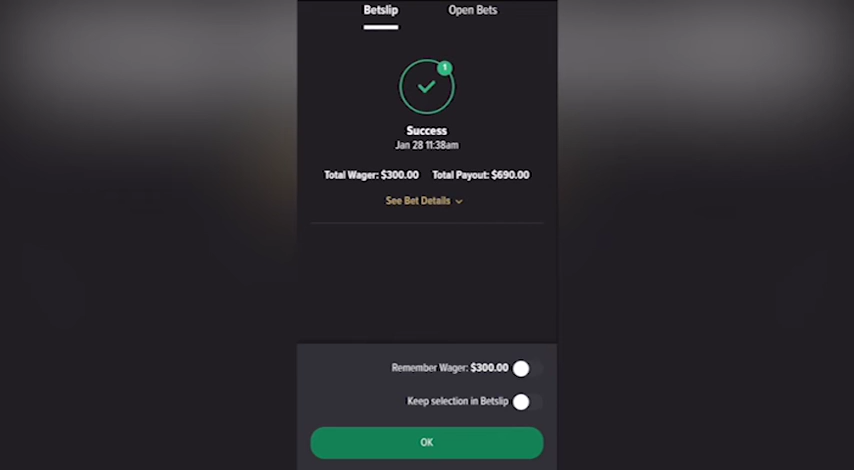 Betslip Open Bets
1
Success
Jan 28 11:38am
Total Wager: $300.00 Total Payout: $690.00
See Bet Details
Remember Wager: $300.00
Keep selection in Betslip
OK